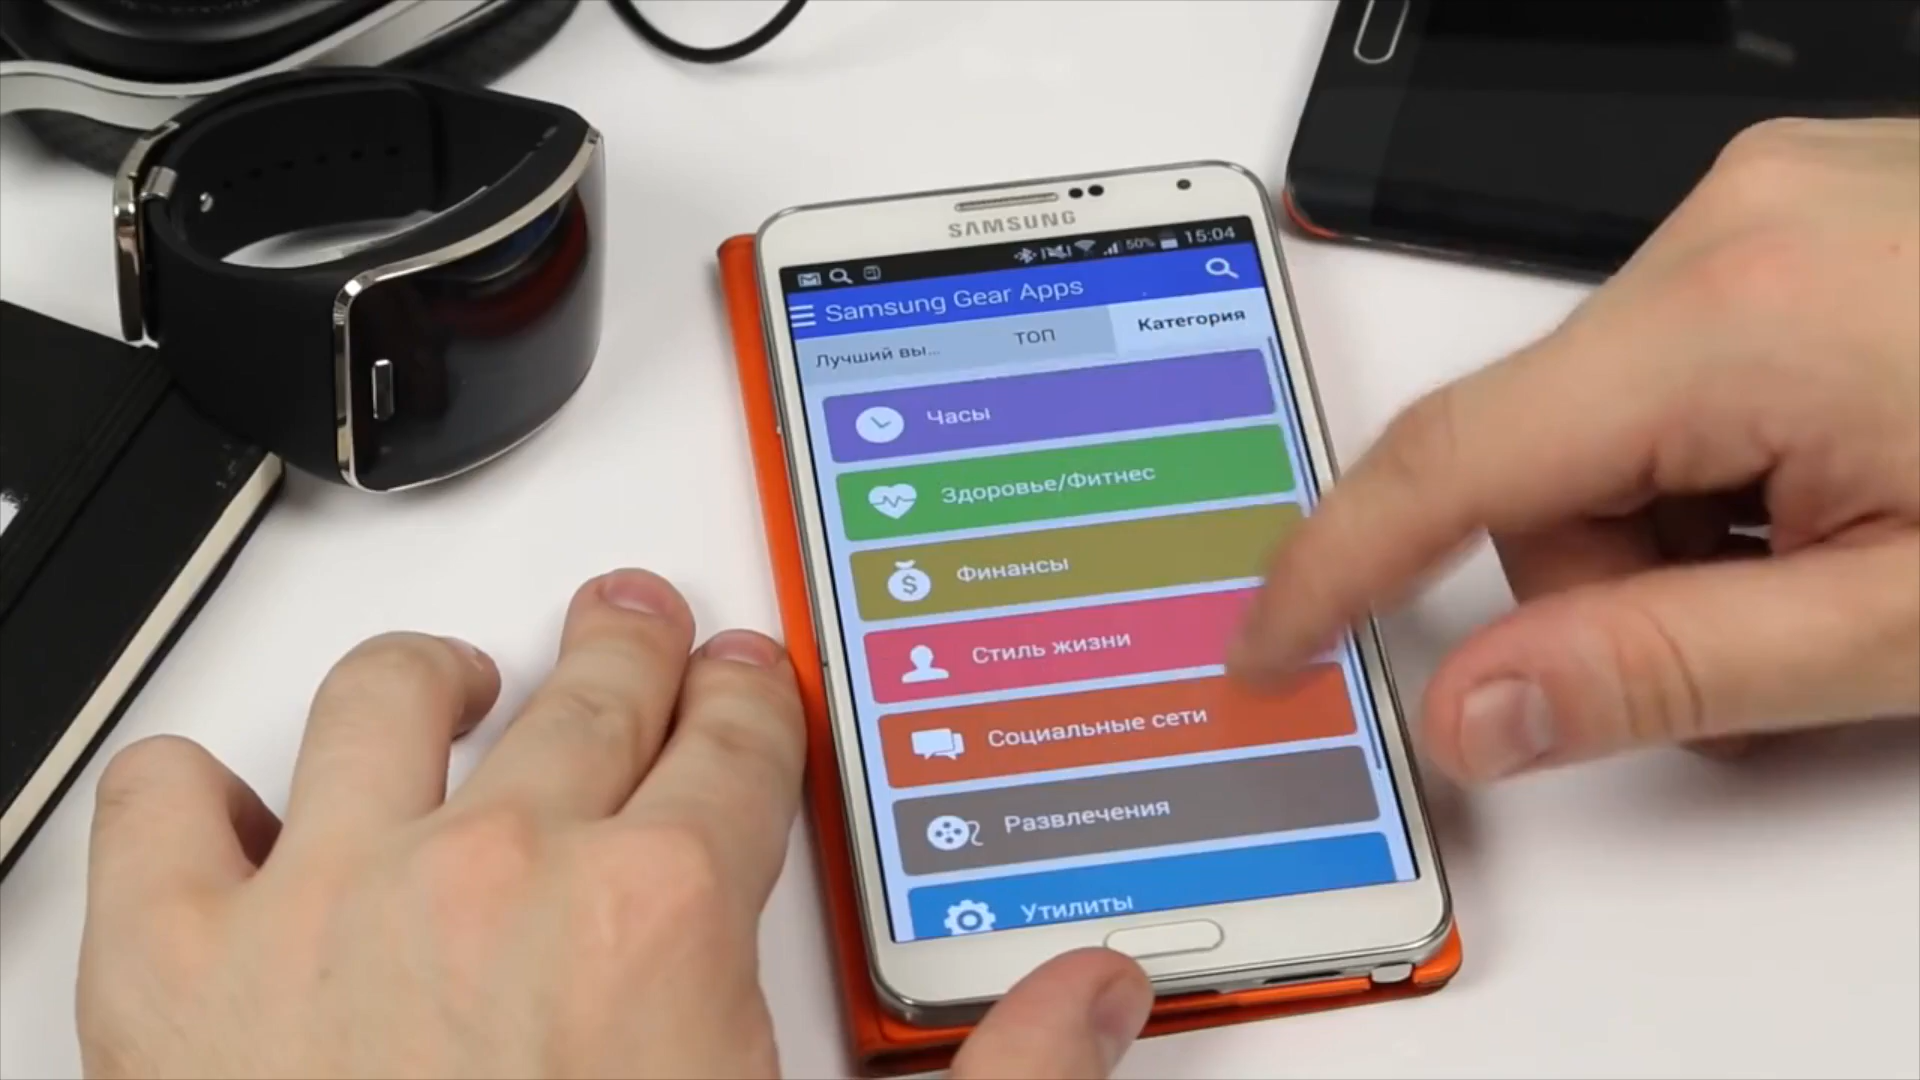 SAMSUNG
50% 15:04
Samsung Gear Apps
Лучший вы...
ТОП
Категория
Часы
Здоровье/Фитнес
Финансы
Стиль жизни
Социальные сети
Развлечения
Утилиты